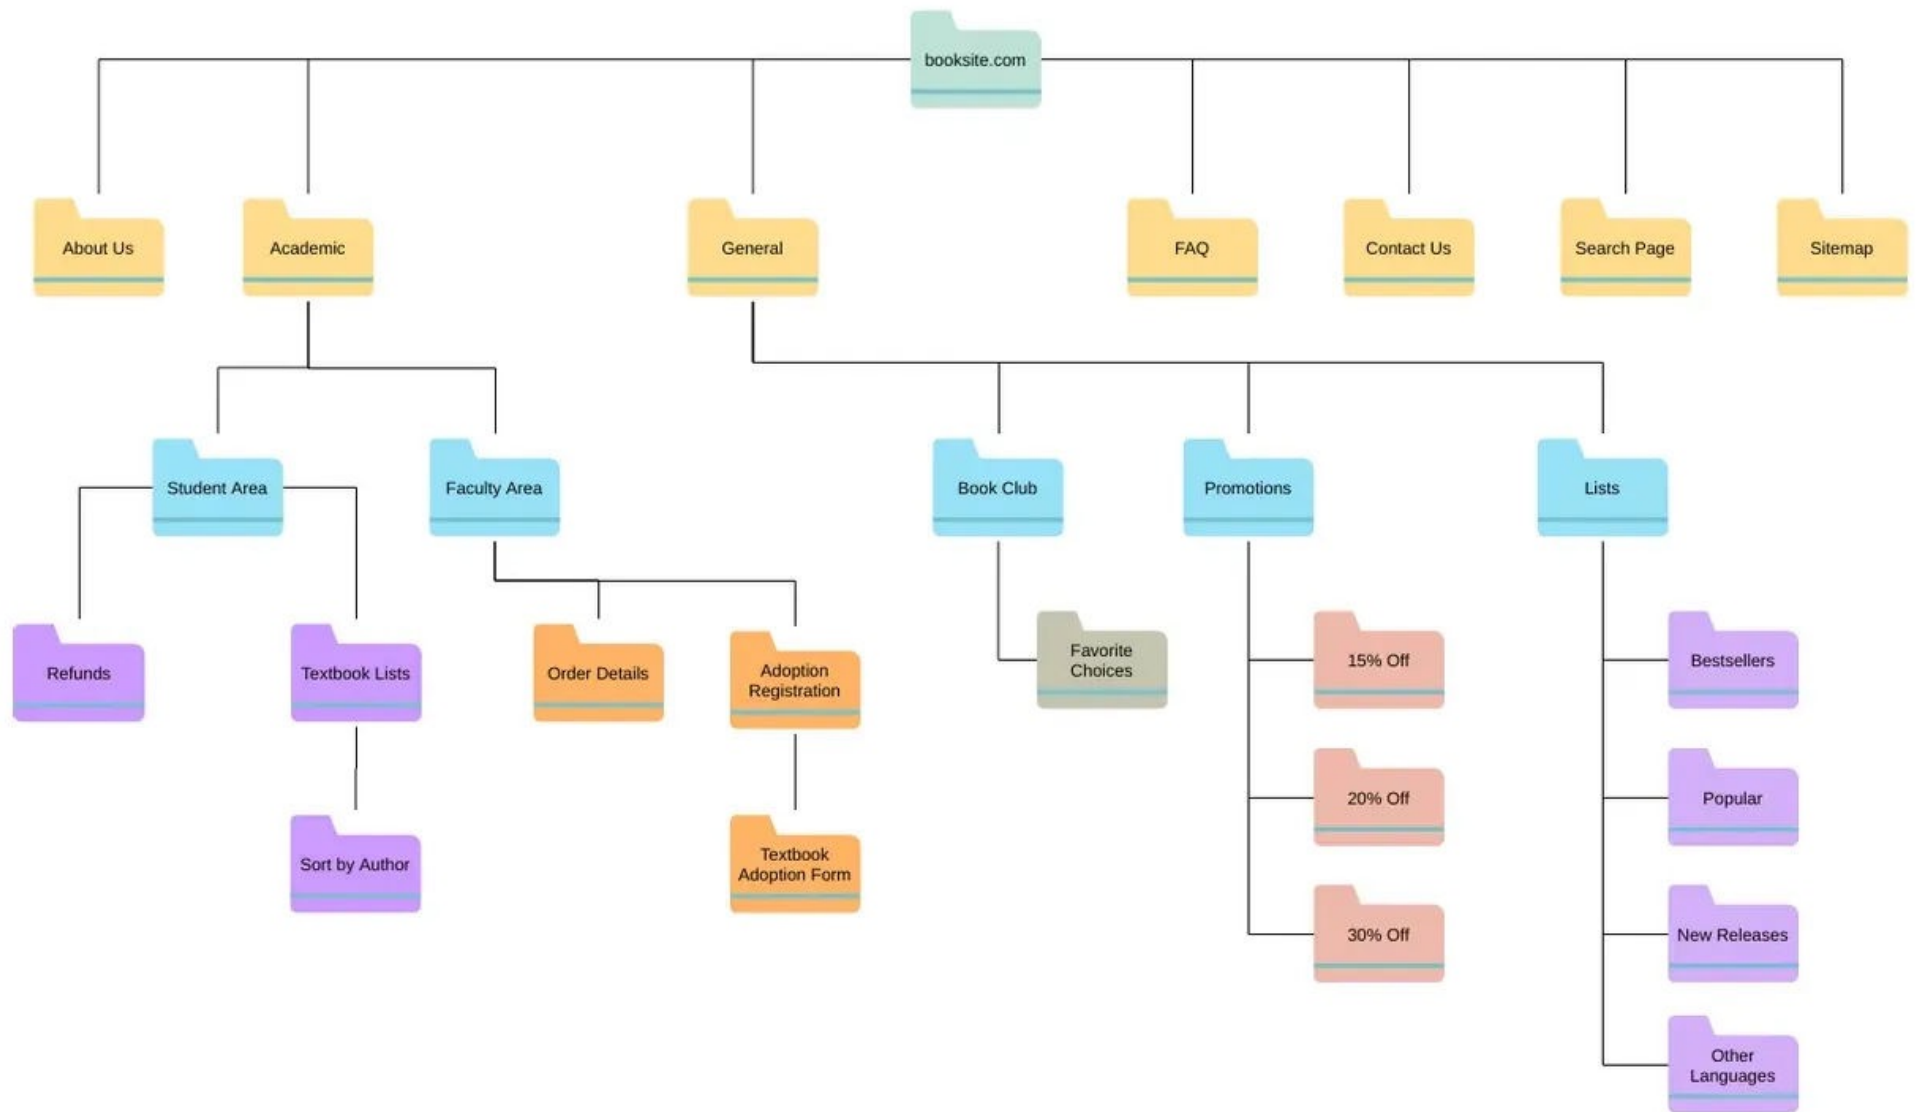 booksite.com
About Us
Academic
General
FAQ
Contact Us
Search Page
Sitemap
Student Area
Faculty Area
Book Club
Promotions
Lists
Refunds
Textbook Lists
Order Details
Adoption
Registration
Favorite
Choices
15% Off
Bestsellers
20% Off
Popular
Sort by Author
Textbook
Adoption Form
30% Off
New Releases
Other
Languages